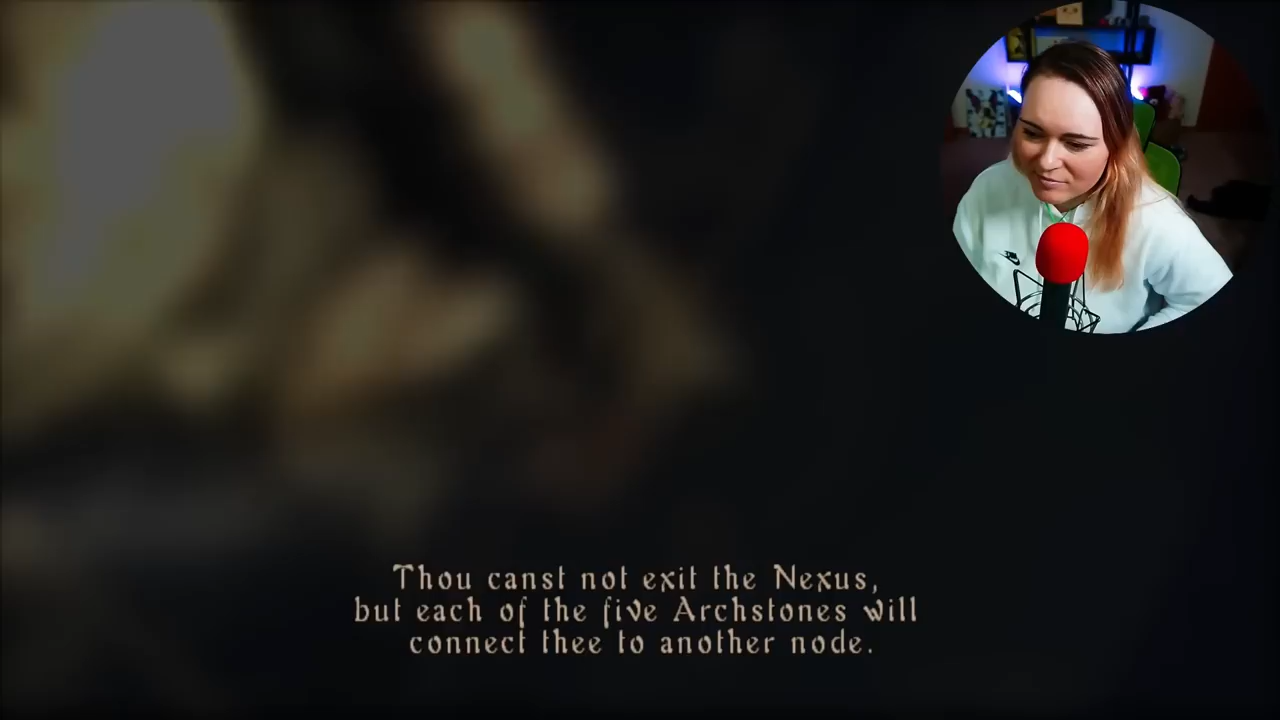 Thou canst not exit the Nexus,
but each of the five Archstones will
connect thee to another node.